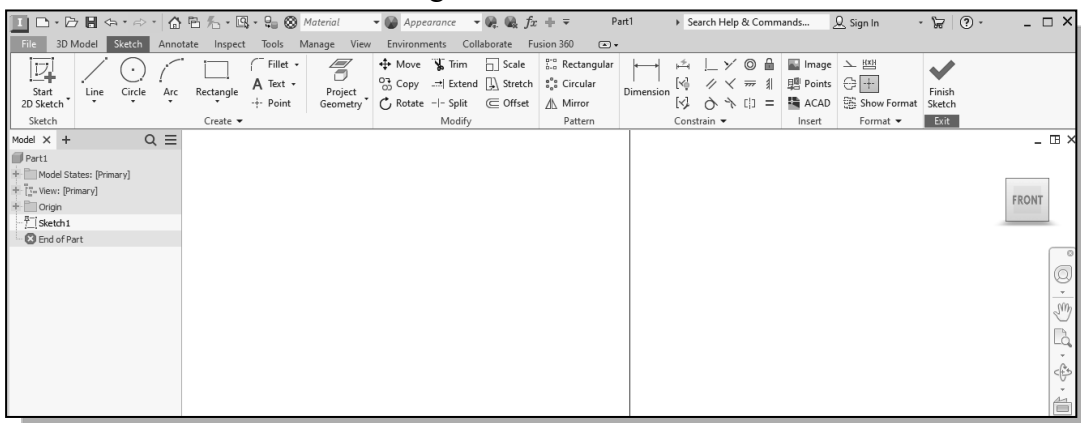 I Material Appearance fx Part1 Search Help & Commands... Sign In
File 3D Model Sketch Annotate Inspect Tools Manage View Environments Collaborate Fusion 360
Fillet Move Trim Scale Rectangular Image
Start
2D Sketch
Line Circle Arc Rectangle Text Project
Geometry
Copy Extend Stretch Circular Dimension Points Finish
Sketch
Point Rotate Split Offset Mirror ACAD Show Format
Sketch Create Modify Pattern Constrain Insert Format Exit
Model
Part1
Model States: [Primary]
View: [Primary]
Origin
Sketch1
End of Part
FRONT